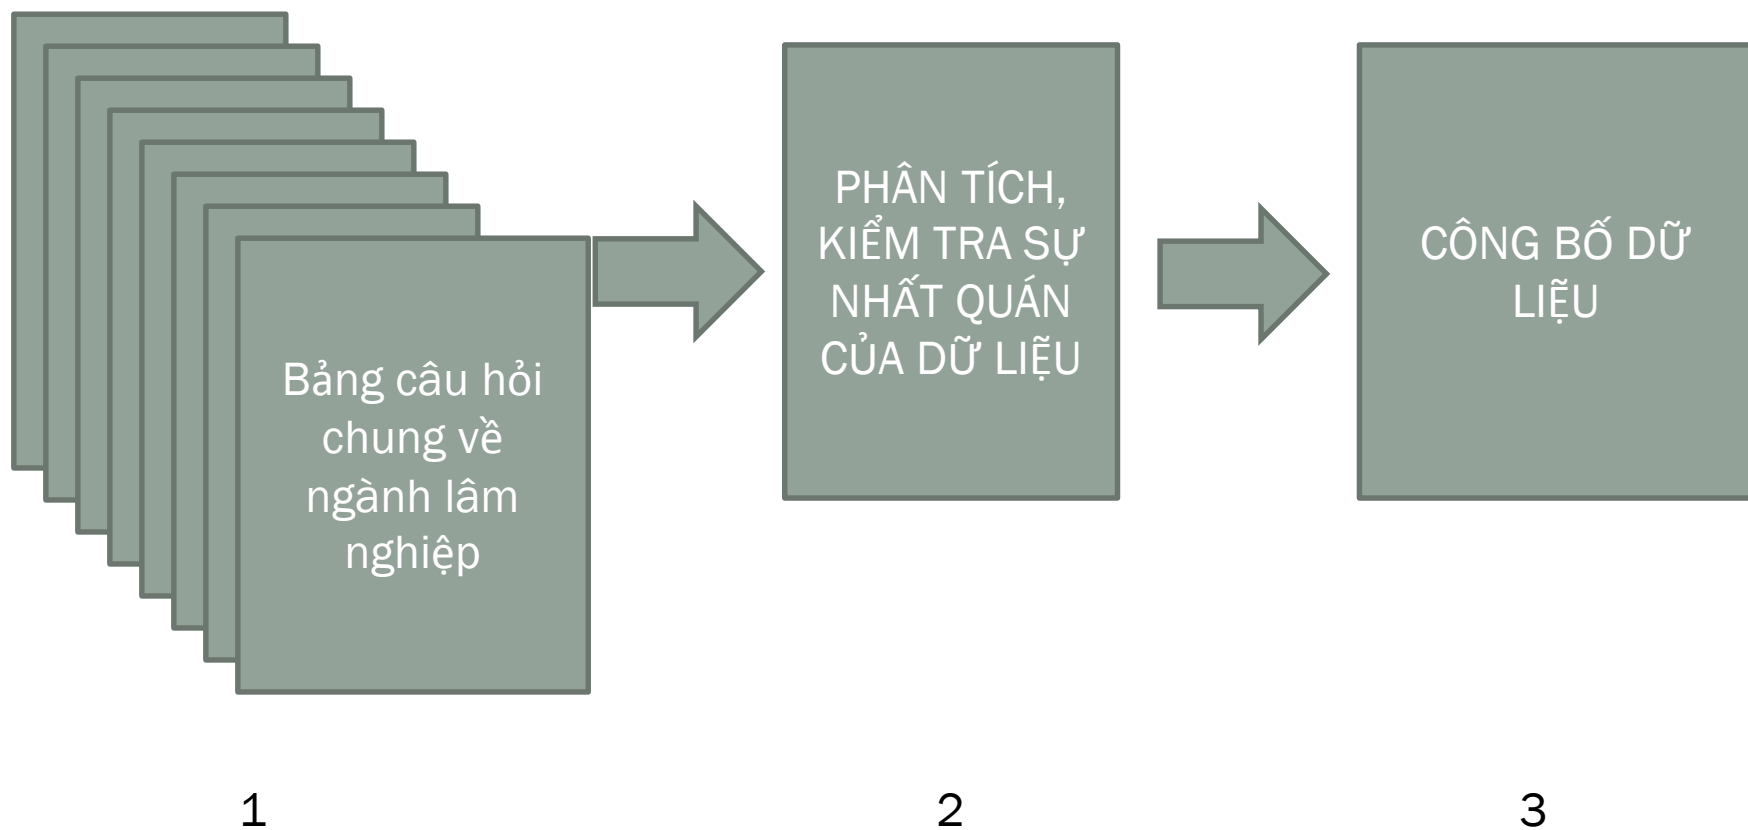 Bảng câu hỏi
chung về
ngành lâm
nghiệp
PHÂN TÍCH,
KIỂM TRA SỰ
NHẤT QUÁN
CỦA DỮ LIỆU
CÔNG BỐ DỮ
LIỆU
1
2
3